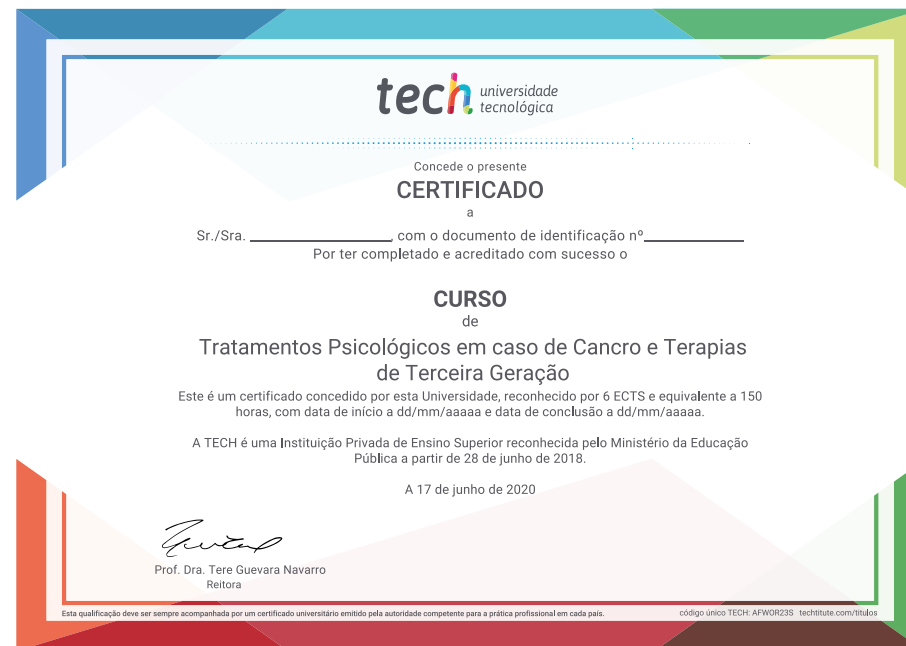 tech universidade
tecnológica
Concede o presente
CERTIFICADO
a
Sr./Sra. ______________, com o documento de identificação nº__________
Por ter completado e acreditado com sucesso o
CURSO
de
Tratamentos Psicológicos em caso de Cancro e Terapias
de Terceira Geração
Este é um certificado concedido por esta Universidade, reconhecido por 6 ECTS e equivalente a 150
horas, com data de início a dd/mm/aaaaa e data de conclusão a dd/mm/aaaaa.
A TECH é uma Instituição Privada de Ensino Superior reconhecida pelo Ministério da Educação
Pública a partir de 28 de junho de 2018.
A 17 de junho de 2020
Prof. Dra. Tere Guevara Navarro
Reitora
Esta qualificação deve ser sempre acompanhada por um certificado universitário emitido pela autoridade competente para a prática profissional em cada país.
código único TECH: AFWOR23S techtitute.com/titulos